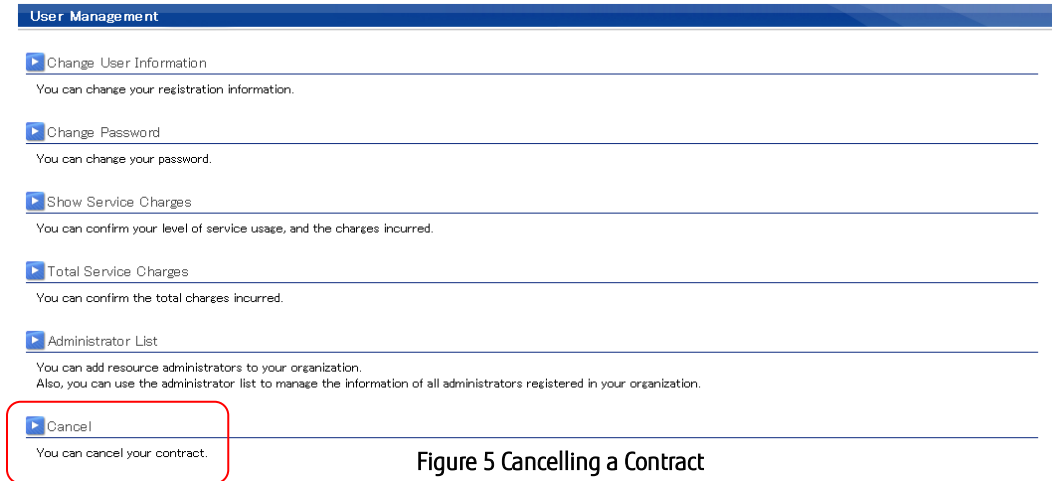 User Management
Change User Information
You can change your registration information.
Change Password
You can change your password.
Show Service Charges
You can confirm your level of service usage, and the charges incurred.
Total Service Charges
You can confirm the total charges incurred.
Administrator List
You can add resource administrators to your organization.
Also, you can use the administrator list to manage the information of all administrators registered in your organization.
Cancel
You can cancel your contract.
Figure 5 Cancelling a Contract